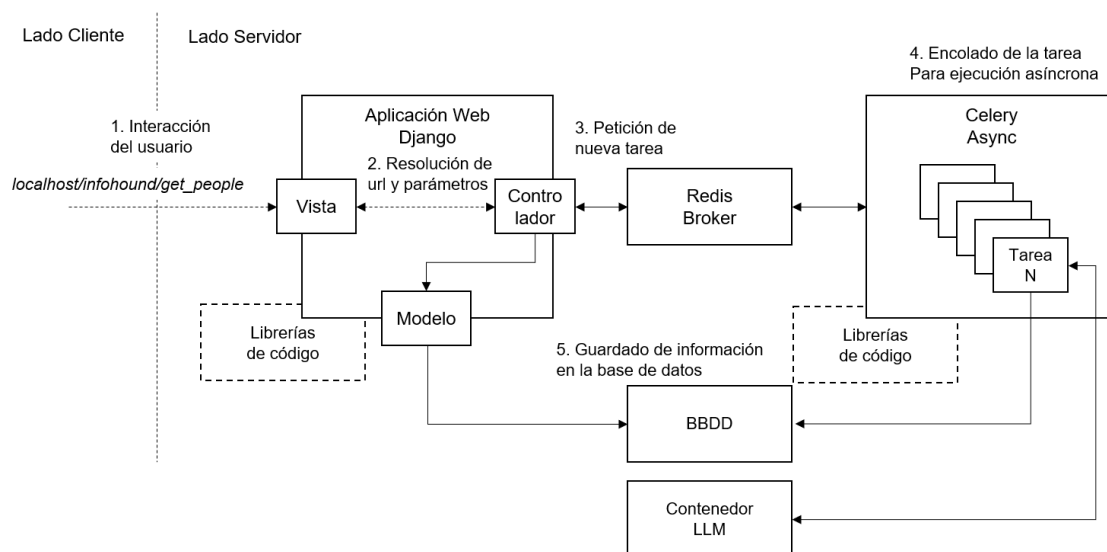 Lado Cliente
Lado Servidor
1. Interacción
del usuario
localhost/infohound/get_people
Aplicación Web
Django
2. Resolución de
url y parámetros
Vista
Contro
lador
Modelo
Librerías
de código
3. Petición de
nueva tarea
Redis
Broker
4. Encolado de la tarea
Para ejecución asíncrona
Celery
Async
Tarea
N
Librerías
de código
5. Guardado de información
en la base de datos
BBDD
Contenedor
LLM